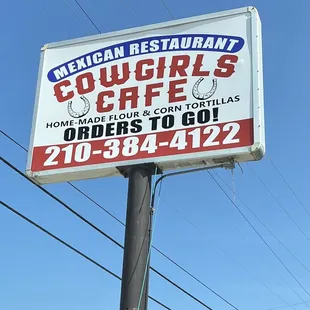 MEXICAN RESTAURANT
COWGIRLS
CAFE
HOME-MADE FLOUR & CORN TORTILLAS
ORDERS TO GO!
210-384-4122